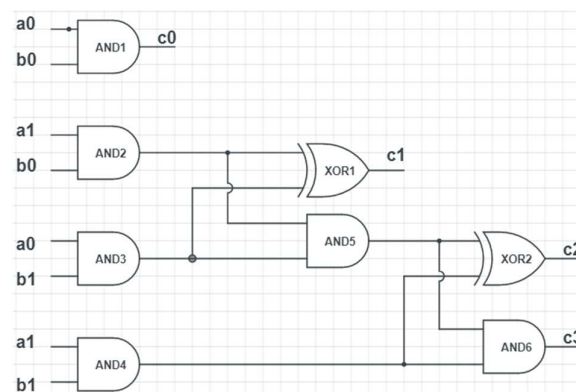 a0
AND1
c0
b0
a1
AND2
b0
XOR1
c1
a0
AND3
b1
AND5
XOR2
c2
a1
AND4
b1
AND6
c3